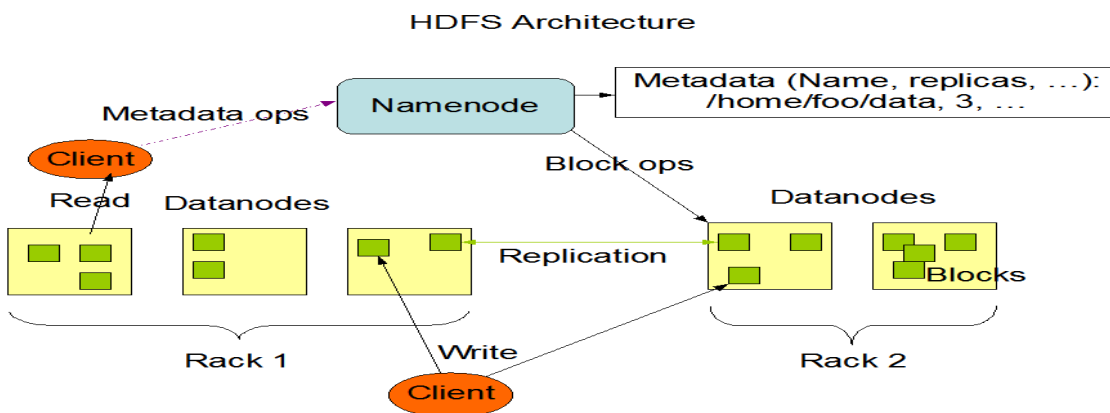 HDFS Architecture
Metadata (Name, replicas, ...):
/home/foo/data, 3, ...
Namenode
Metadata ops
Client
Block ops
Read
Datanodes
Datanodes
Replication
Blocks
Rack 1
Write
Rack 2
Client